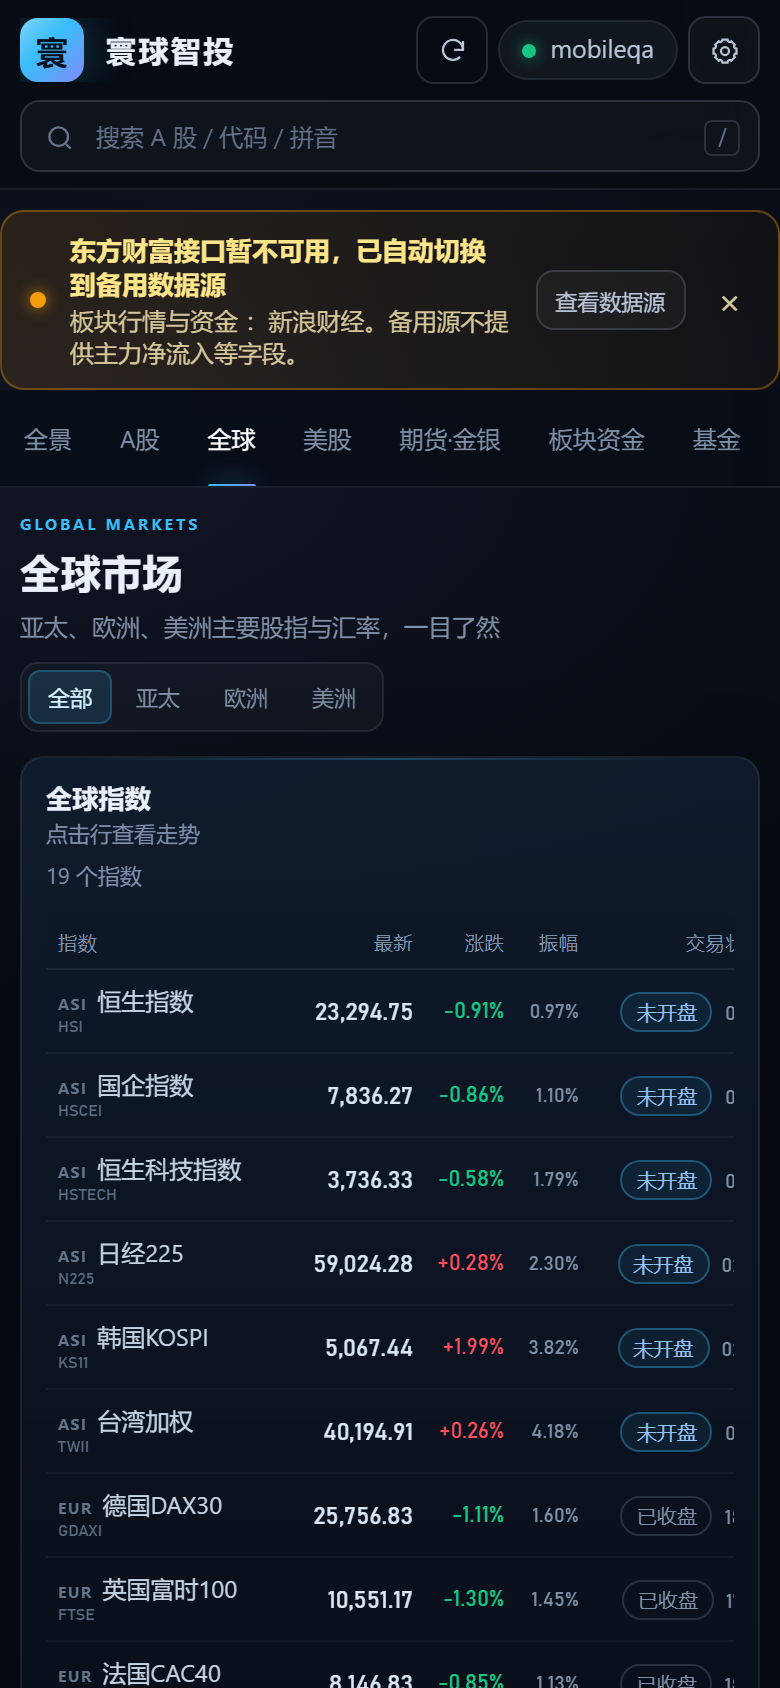 寰 寰球智投 mobileqa
搜索 A 股 / 代码 / 拼音 /
东方财富接口暂不可用，已自动切换
到备用数据源
板块行情与资金 ：新浪财经。备用源不提
供主力净流入等字段。
查看数据源 ×
全景 A股 全球 美股 期货·金银 板块资金 基金
GLOBAL MARKETS
全球市场
亚太、欧洲、美洲主要股指与汇率，一目了然
全部 亚太 欧洲 美洲
全球指数
点击行查看走势
19 个指数
指数 最新 涨跌 振幅 交易
ASI 恒生指数 23,294.75 -0.91% 0.97% 未开盘
HSI
ASI 国企指数 7,836.27 -0.86% 1.10% 未开盘
HSCEI
ASI 恒生科技指数 3,736.33 -0.58% 1.79% 未开盘
HSTECH
ASI 日经225 59,024.28 +0.28% 2.30% 未开盘
N225
ASI 韩国KOSPI 5,067.44 +1.99% 3.82% 未开盘
KS11
ASI 台湾加权 40,194.91 +0.26% 4.18% 未开盘
TWII
EUR 德国DAX30 25,756.83 -1.11% 1.60% 已收盘
GDAXI
EUR 英国富时100 10,551.17 -1.30% 1.45% 已收盘
FTSE
EUR 法国CAC40 8,146.83 -0.85% 1.13% 已收盘